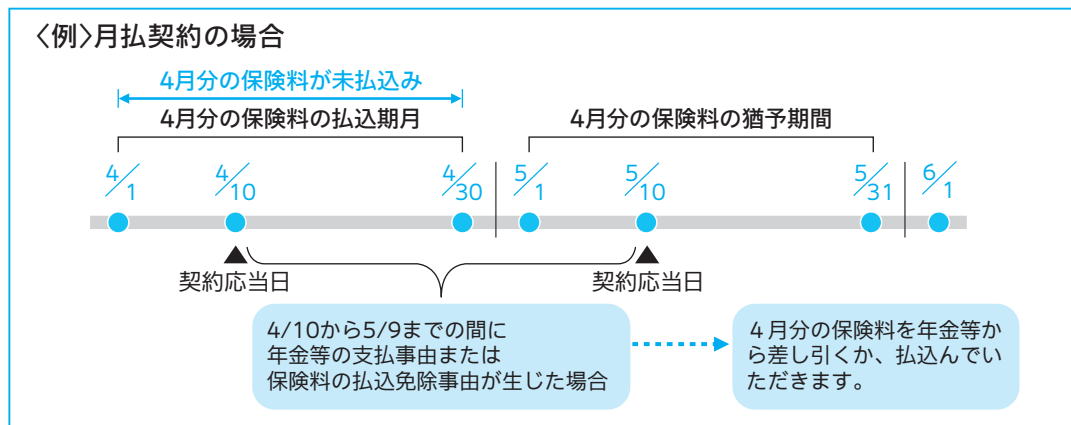 〈例〉月払契約の場合
4月分の保険料が未払込み
4月分の保険料の払込期月
4月分の保険料の猶予期間
4/1
4/10
4/30
5/1
5/10
5/31
6/1
契約応当日
契約応当日
4/10から5/9までの間に
年金等の支払事由または
保険料の払込免除事由が生じた場合
４月分の保険料を年金等か
ら差し引くか、払込んでい
ただきます。